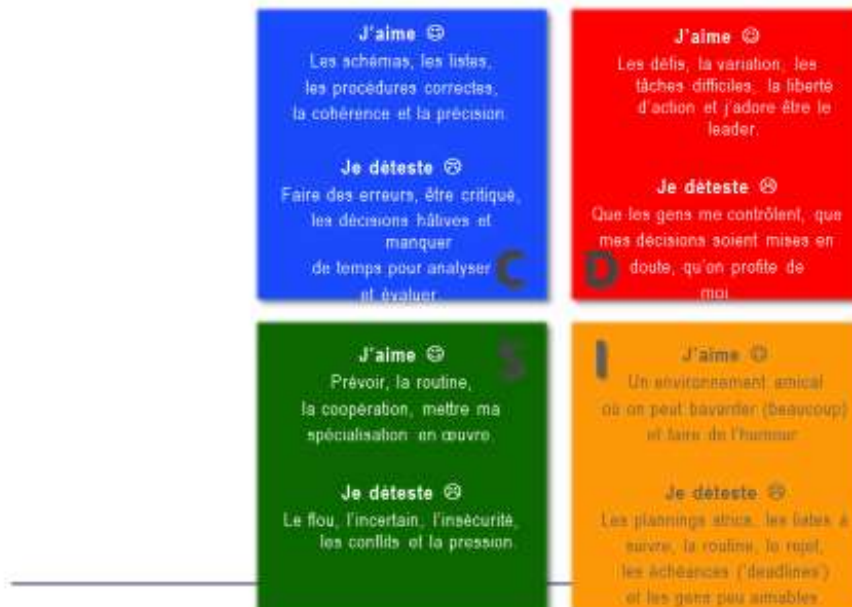 J'aime ☺
Les schémas, les listes,
les procédures correctes,
la cohérence et la précision.
Je déteste ☹
Faire des erreurs, être critiqué,
les décisions hâtives et
manquer
de temps pour analyser
et évaluer.
C
J'aime ☺
Les défis, la variation, les
tâches difficiles, la liberté
d'action et j'adore être le
leader.
Je déteste ☹
Que les gens me contrôlent, que
mes décisions soient mises en
doute, qu'on profite de
moi
D
J'aime ☺
Prévoir, la routine,
la coopération, mettre ma
spécialisation en œuvre.
Je déteste ☹
Le flou, l'incertain, l'insécurité,
les conflits et la pression.
S
I
J'aime ☺
Un environnement amical
où on peut bavarder (beaucoup)
et faire de l'humour
Je déteste ☹
Les plannings stricts, les listes à
suivre, la routine, le rejet,
les échéances ('deadlines')
et les gens peu aimables